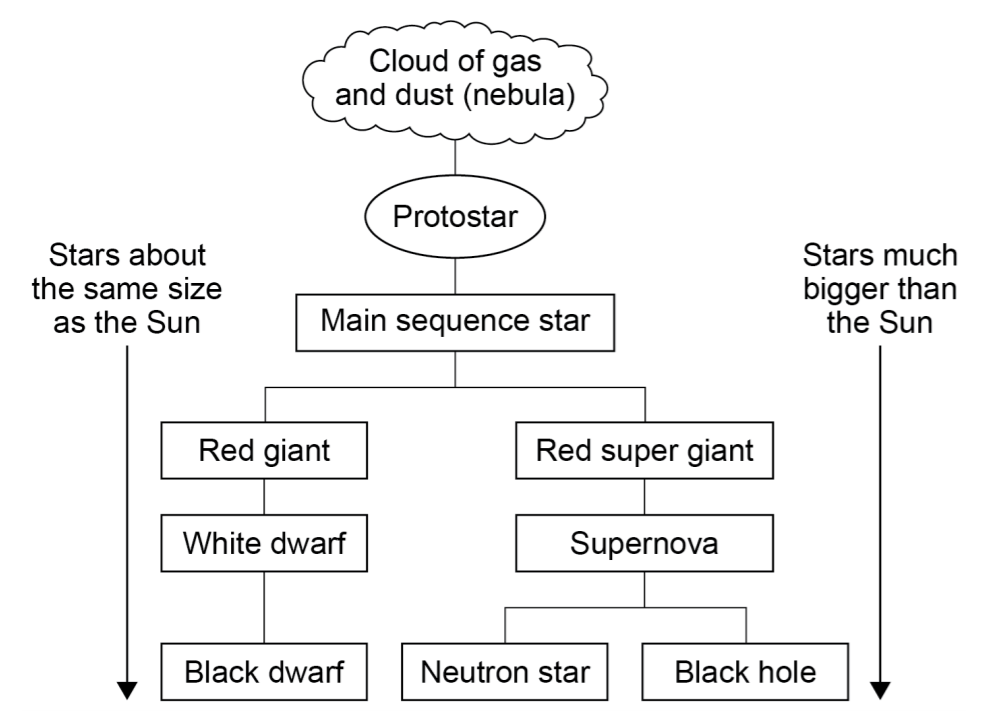 Cloud of gas
and dust (nebula)
Protostar
Stars about
the same size
as the Sun
Stars much
bigger than
the Sun
Main sequence star
Red giant
Red super giant
White dwarf
Supernova
Black dwarf
Neutron star
Black hole